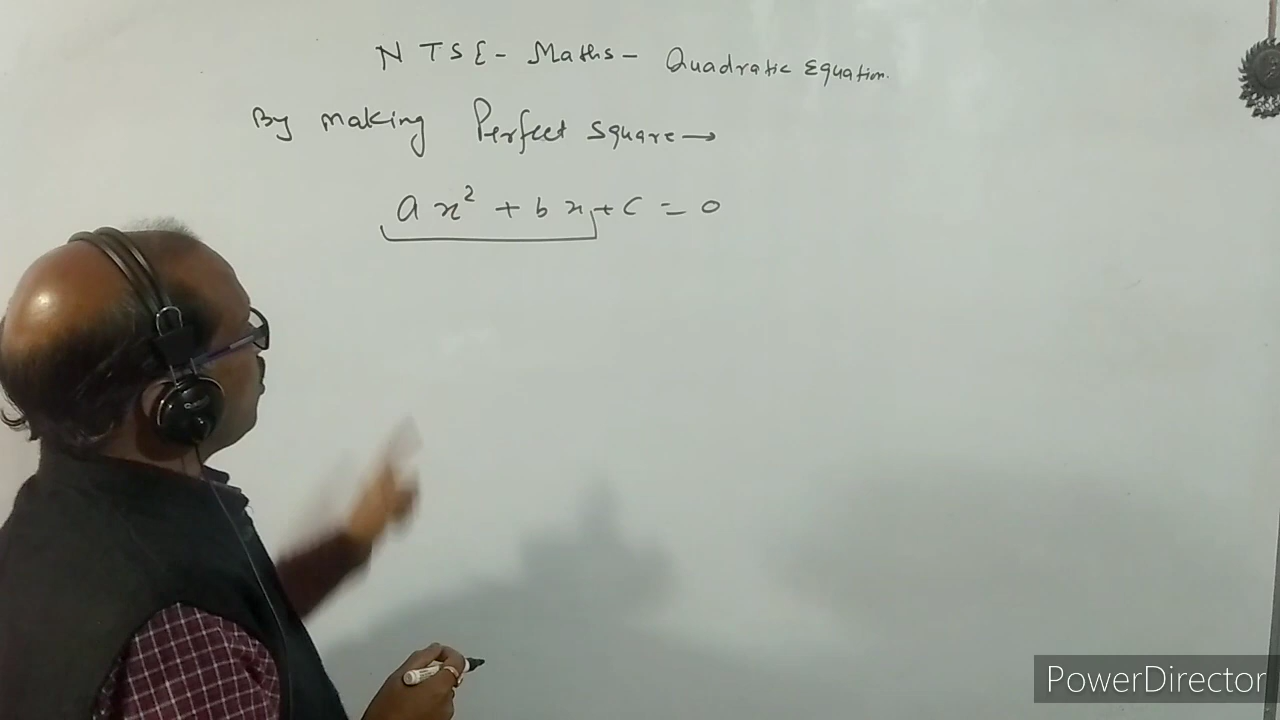 NTSE - Maths - Quadratic Equation.
By making Perfect square →
ax² + bx + c = 0
PowerDirector